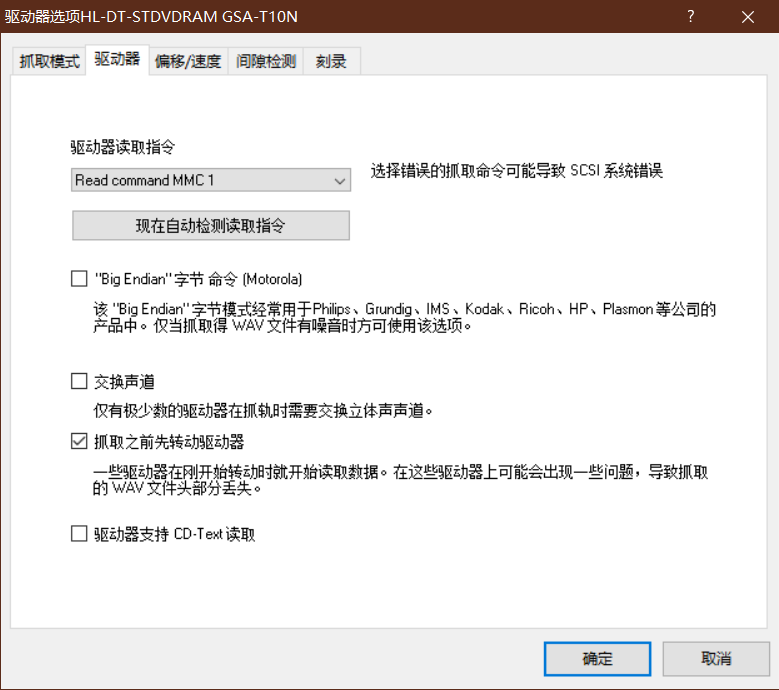 驱动器选项HL-DT-STDVDRAM GSA-T10N
?
抓取模式 驱动器 偏移/速度 间隙检测 刻录
驱动器读取指令
Read command MMC 1
选择错误的抓取命令可能导致 SCSI 系统错误
现在自动检测读取指令
"Big Endian"字节 命令 (Motorola)
该 "Big Endian"字节模式经常用于Philips、Grundig、IMS、Kodak、Ricoh、HP、Plasmon 等公司的
产品中。仅当抓取得 WAV 文件有噪音时方可使用该选项。
交换声道
仅有极少数的驱动器在抓轨时需要交换立体声声道。
抓取之前先转动驱动器
一些驱动器在刚开始转动时就开始读取数据。在这些驱动器上可能会出现一些问题，导致抓取
的 WAV 文件头部分丢失。
驱动器支持 CD-Text 读取
确定 取消